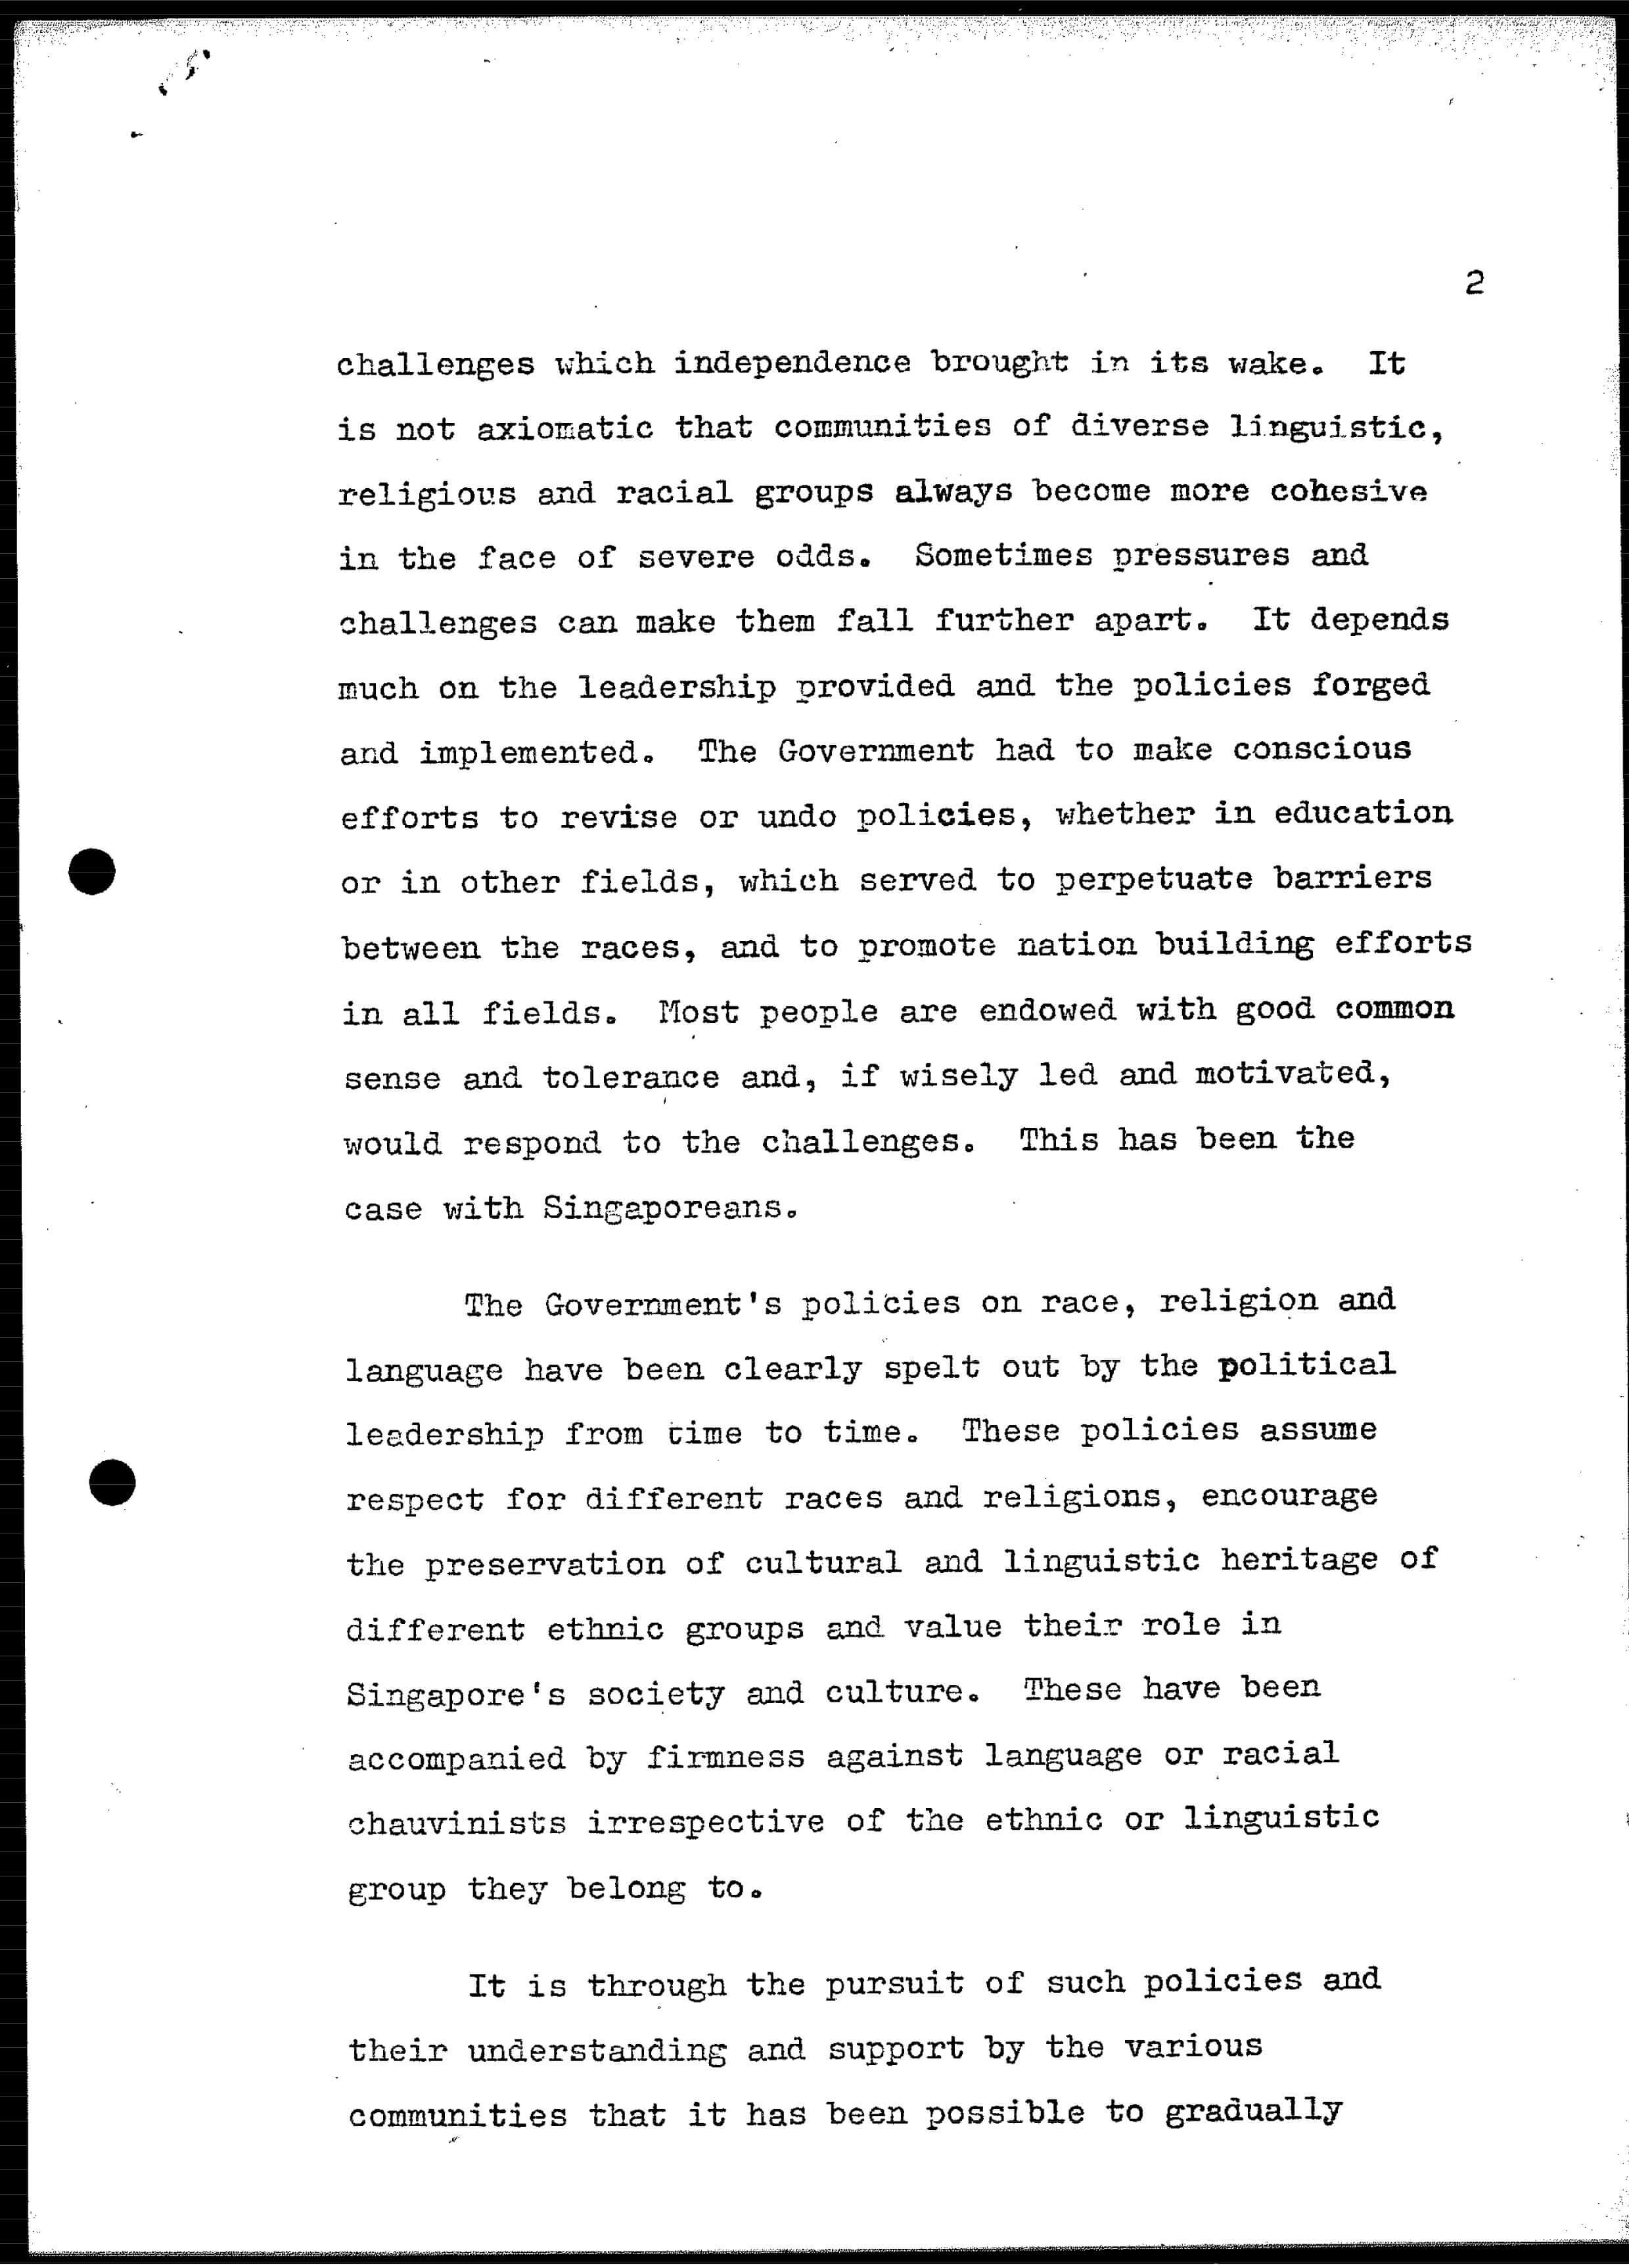 2
challenges which independence brought in its wake. It
is not axiomatic that communities of diverse linguistic,
religious and racial groups always become more cohesive
in the face of severe odds. Sometimes pressures and
challenges can make them fall further apart. It depends
much on the leadership provided and the policies forged
and implemented. The Government had to make conscious
efforts to revise or undo policies, whether in education
or in other fields, which served to perpetuate barriers
between the races, and to promote nation building efforts
in all fields. Most people are endowed with good common
sense and tolerance and, if wisely led and motivated,
would respond to the challenges. This has been the
case with Singaporeans.
The Government's policies on race, religion and
language have been clearly spelt out by the political
leadership from time to time. These policies assume
respect for different races and religions, encourage
the preservation of cultural and linguistic heritage of
different ethnic groups and value their role in
Singapore's society and culture. These have been
accompanied by firmness against language or racial
chauvinists irrespective of the ethnic or linguistic
group they belong to.
It is through the pursuit of such policies and
their understanding and support by the various
communities that it has been possible to gradually